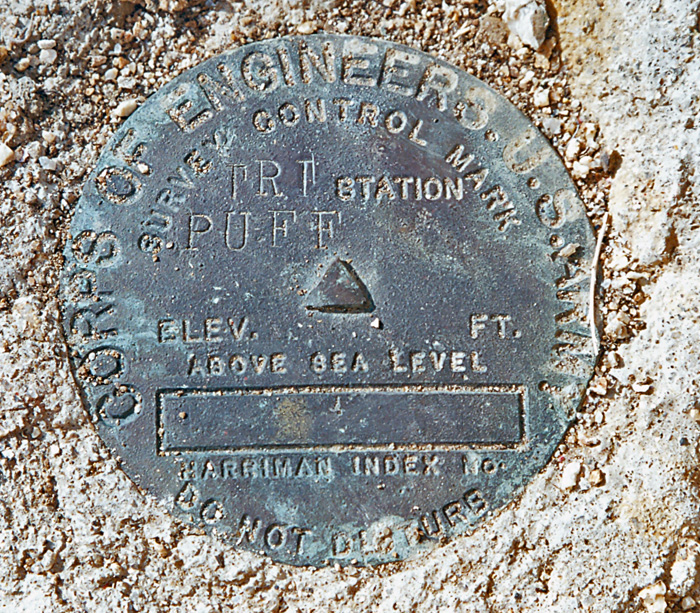 CORPS OF ENGINEERS. U.S. ARMY
SURVEY CONTROL MARK
TRI STATION
PUFF
ELEV. FT.
ABOVE SEA LEVEL
HARRIMAN INDEX NO.
DO NOT DISTURB